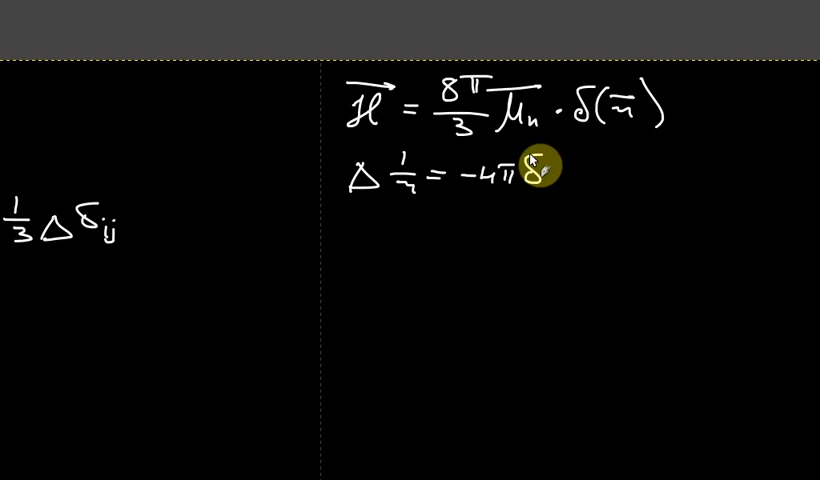 1/3 Δ δij
H⃗ = 8π/3 μ̅n · δ(r̅)
Δ 1/r = -4π δ